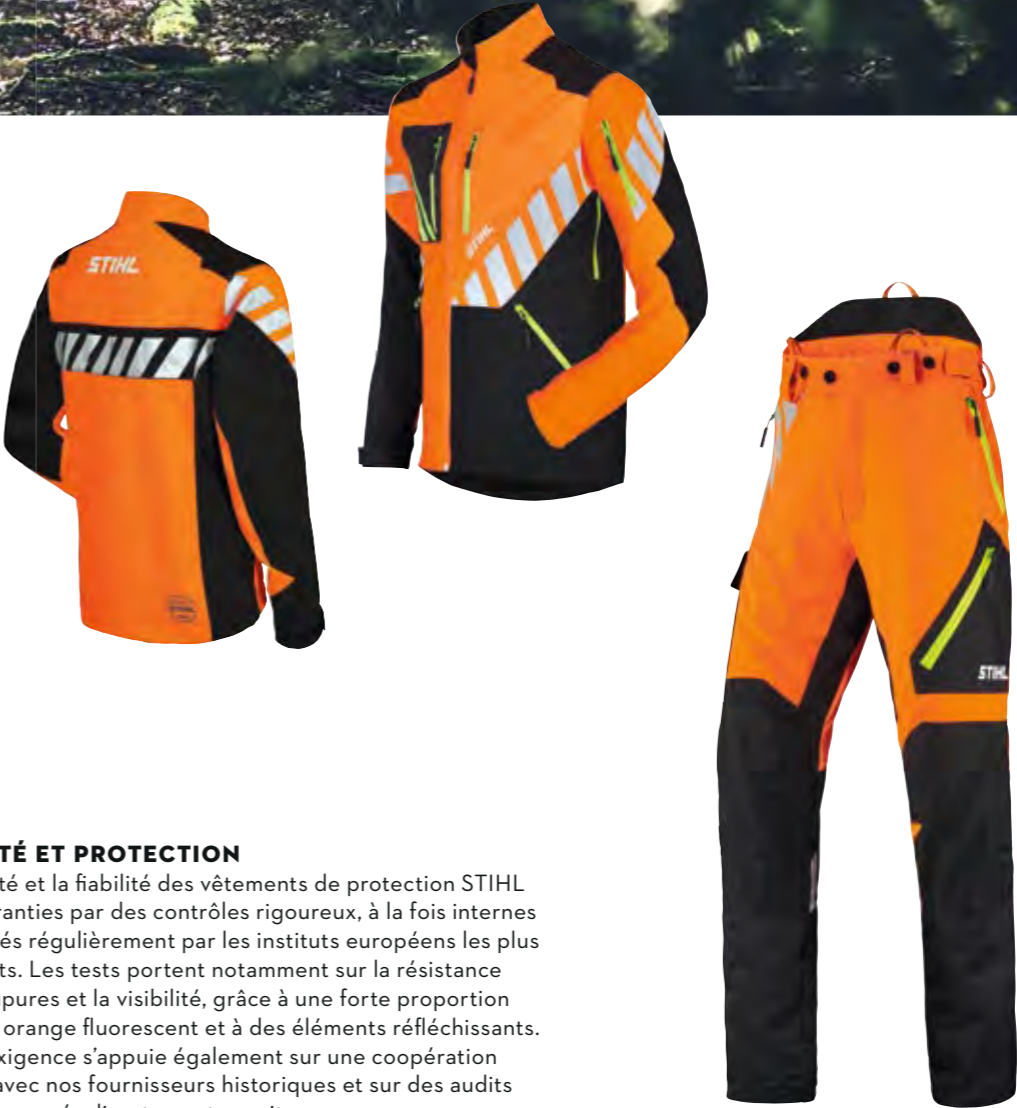 STIHL
STIHL
STIHL
TÉ ET PROTECTION
té et la fiabilité des vêtements de protection STIHL
ranties par des contrôles rigoureux, à la fois internes
és régulièrement par les instituts européens les plus
ts. Les tests portent notamment sur la résistance
upures et la visibilité, grâce à une forte proportion
orange fluorescent et à des éléments réfléchissants.
xigence s'appuie également sur une coopération
avec nos fournisseurs historiques et sur des audits